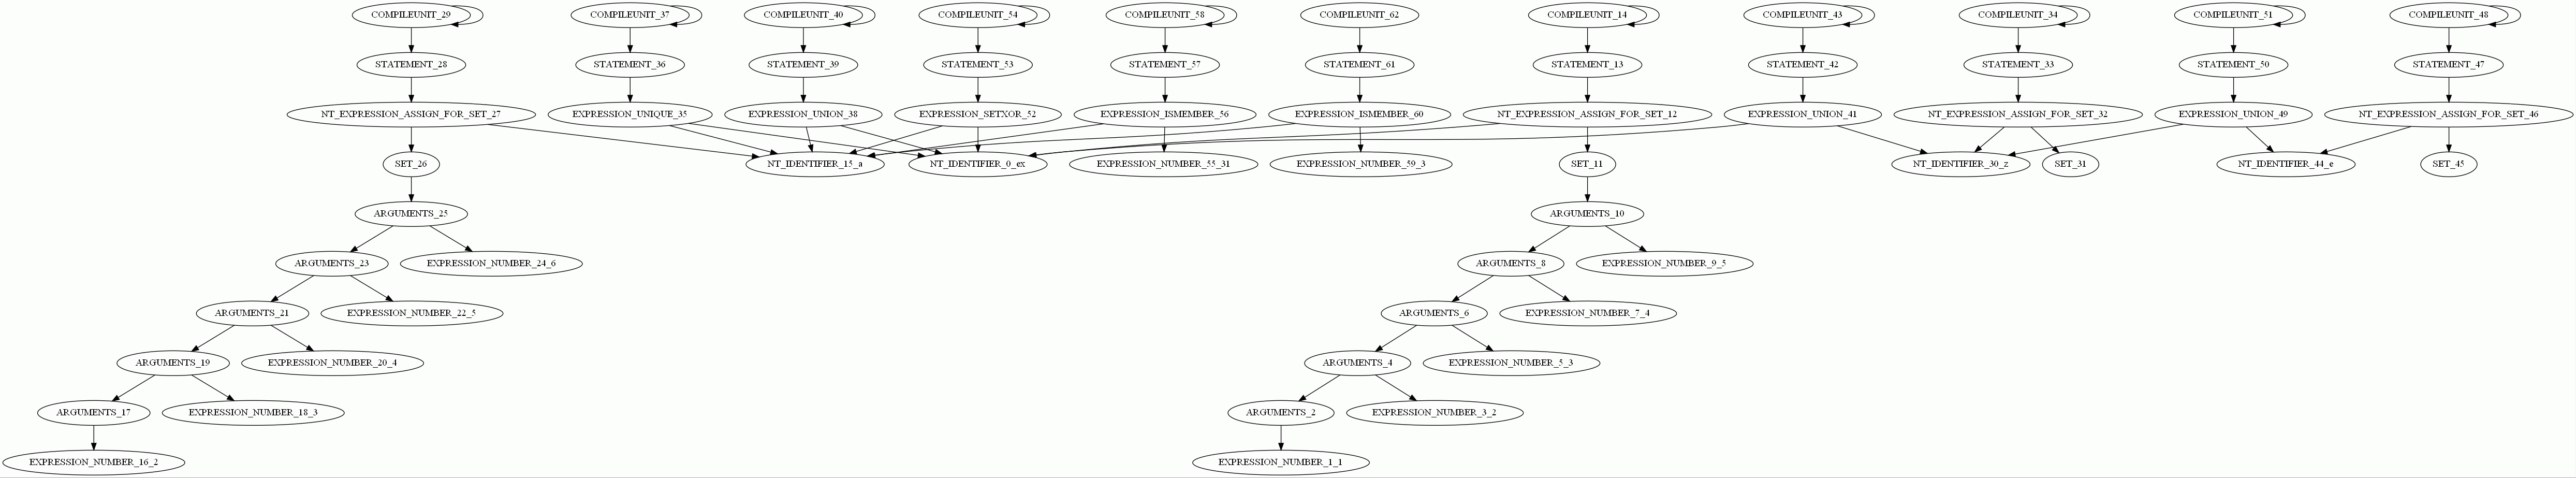 COMPILEUNIT_29
COMPILEUNIT_37
COMPILEUNIT_40
COMPILEUNIT_54
COMPILEUNIT_58
COMPILEUNIT_62
COMPILEUNIT_14
COMPILEUNIT_43
COMPILEUNIT_34
COMPILEUNIT_51
COMPILEUNIT_48
STATEMENT_28
STATEMENT_36
STATEMENT_39
STATEMENT_53
STATEMENT_57
STATEMENT_61
STATEMENT_13
STATEMENT_42
STATEMENT_33
STATEMENT_50
STATEMENT_47
NT_EXPRESSION_ASSIGN_FOR_SET_27
EXPRESSION_UNIQUE_35
EXPRESSION_UNION_38
EXPRESSION_SETXOR_52
EXPRESSION_ISMEMBER_56
EXPRESSION_ISMEMBER_60
NT_EXPRESSION_ASSIGN_FOR_SET_12
EXPRESSION_UNION_41
NT_EXPRESSION_ASSIGN_FOR_SET_32
EXPRESSION_UNION_49
NT_EXPRESSION_ASSIGN_FOR_SET_46
SET_26
NT_IDENTIFIER_15_a
NT_IDENTIFIER_0_ex
EXPRESSION_NUMBER_55_31
EXPRESSION_NUMBER_59_3
SET_11
NT_IDENTIFIER_30_z
SET_31
NT_IDENTIFIER_44_e
SET_45
ARGUMENTS_25
ARGUMENTS_10
ARGUMENTS_23
EXPRESSION_NUMBER_24_6
ARGUMENTS_8
EXPRESSION_NUMBER_9_5
ARGUMENTS_21
EXPRESSION_NUMBER_22_5
ARGUMENTS_6
EXPRESSION_NUMBER_7_4
ARGUMENTS_19
EXPRESSION_NUMBER_20_4
ARGUMENTS_4
EXPRESSION_NUMBER_5_3
ARGUMENTS_17
EXPRESSION_NUMBER_18_3
ARGUMENTS_2
EXPRESSION_NUMBER_3_2
EXPRESSION_NUMBER_16_2
EXPRESSION_NUMBER_1_1